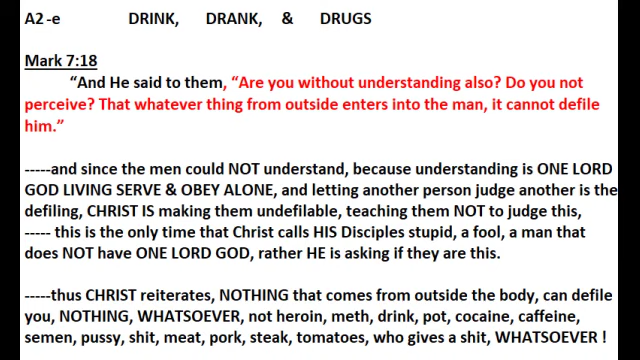 A2-e DRINK, DRANK, & DRUGS
Mark 7:18
“And He said to them, “Are you without understanding also? Do you not
perceive? That whatever thing from outside enters into the man, it cannot defile
him.”
-----and since the men could NOT understand, because understanding is ONE LORD
GOD LIVING SERVE & OBEY ALONE, and letting another person judge another is the
defiling, CHRIST IS making them undefilable, teaching them NOT to judge this,
----- this is the only time that Christ calls HIS Disciples stupid, a fool, a man that
does NOT have ONE LORD GOD, rather HE is asking if they are this.
-----thus CHRIST reiterates, NOTHING that comes from outside the body, can defile
you, NOTHING, WHATSOEVER, not heroin, meth, drink, pot, cocaine, caffeine,
semen, pussy, shit, meat, pork, steak, tomatoes, who gives a shit, WHATSOEVER !